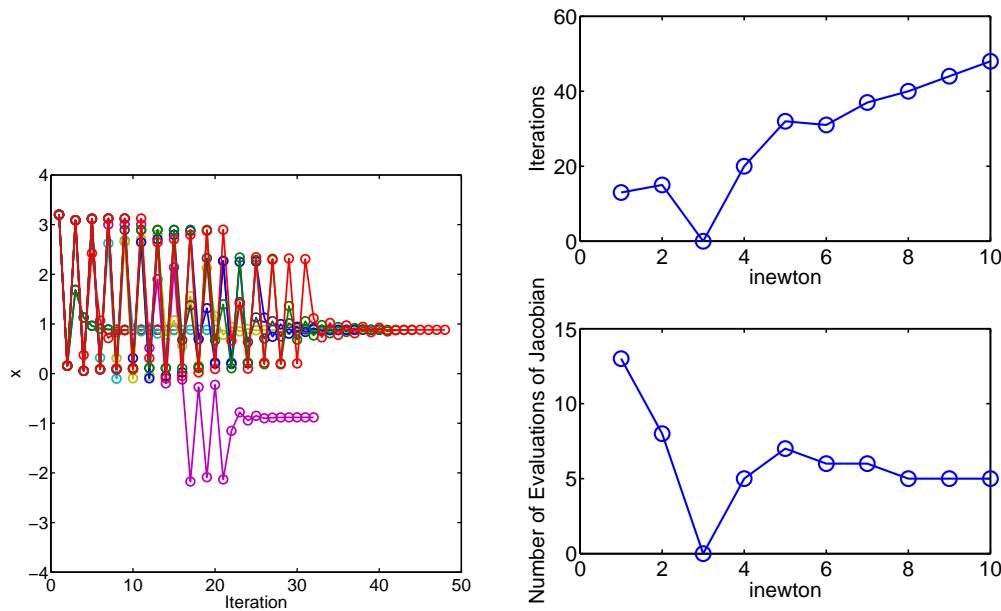 4
3
2
1
0
−1
−2
−3
−4
x
0 10 20 30 40 50
Iteration
60
40
20
0
Iterations
0 2 4 6 8 10
inewton
15
10
5
0
Number of Evaluations of Jacobian
0 2 4 6 8 10
inewton